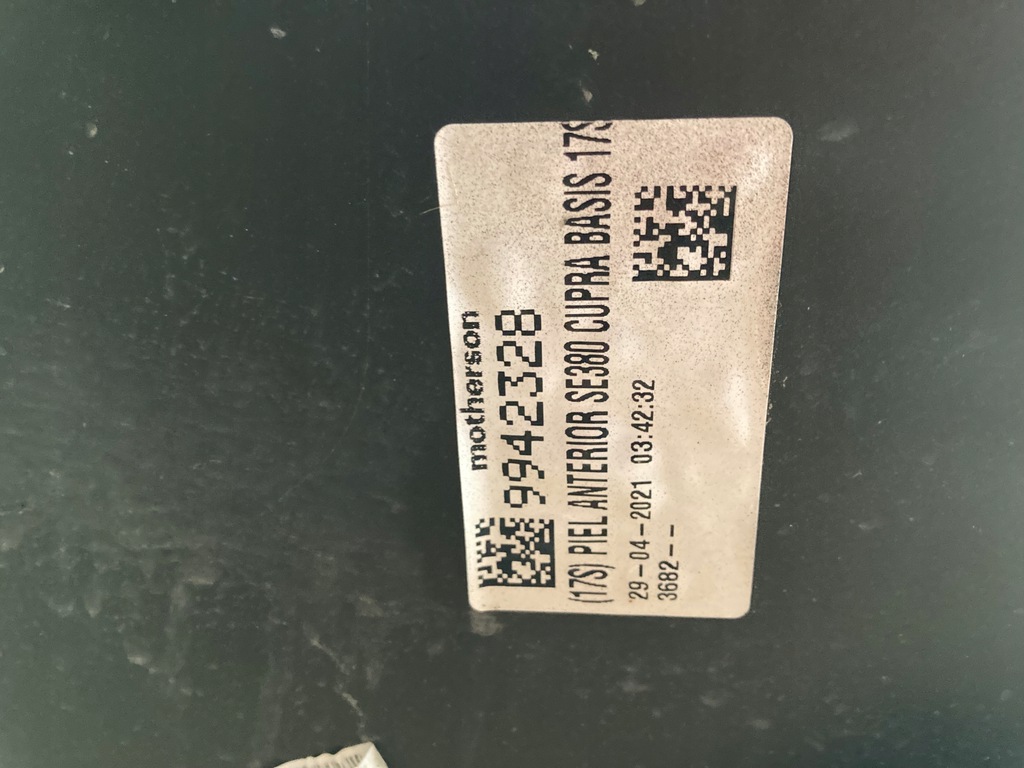 motherson
9942328
(17S) PIEL ANTERIOR SE380 CUPRA BASIS 17S
29-04-2021 03:42:32
3682--